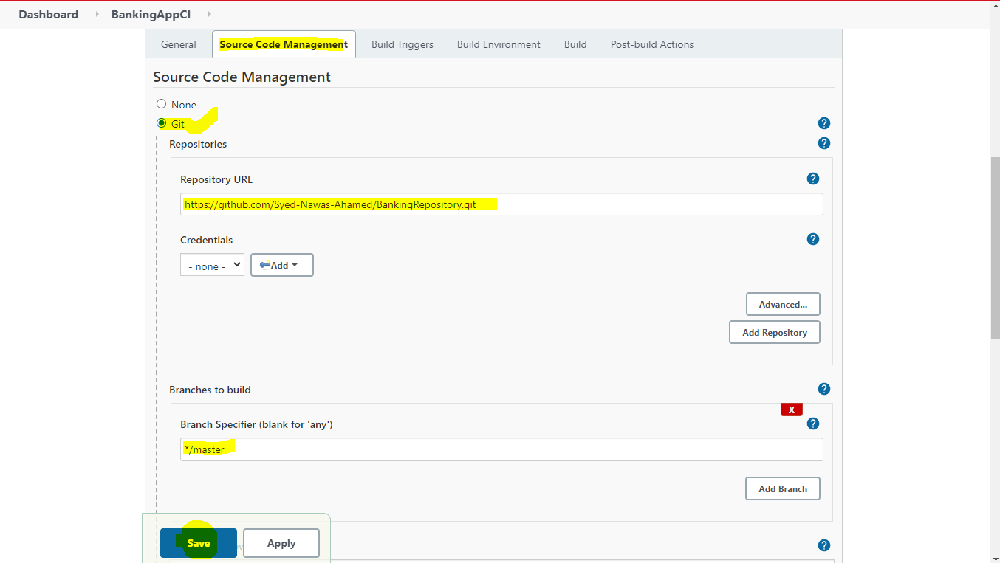 Dashboard BankingAppCI
General Source Code Management Build Triggers Build Environment Build Post-build Actions
Source Code Management
None
Git
?
Repositories ?
Repository URL ?
https://github.com/Syed-Nawas-Ahamed/BankingRepository.git
Credentials ?
- none - Add
Advanced...
Add Repository
Branches to build ?
X
Branch Specifier (blank for 'any') ?
*/master
Add Branch
Save Apply ?